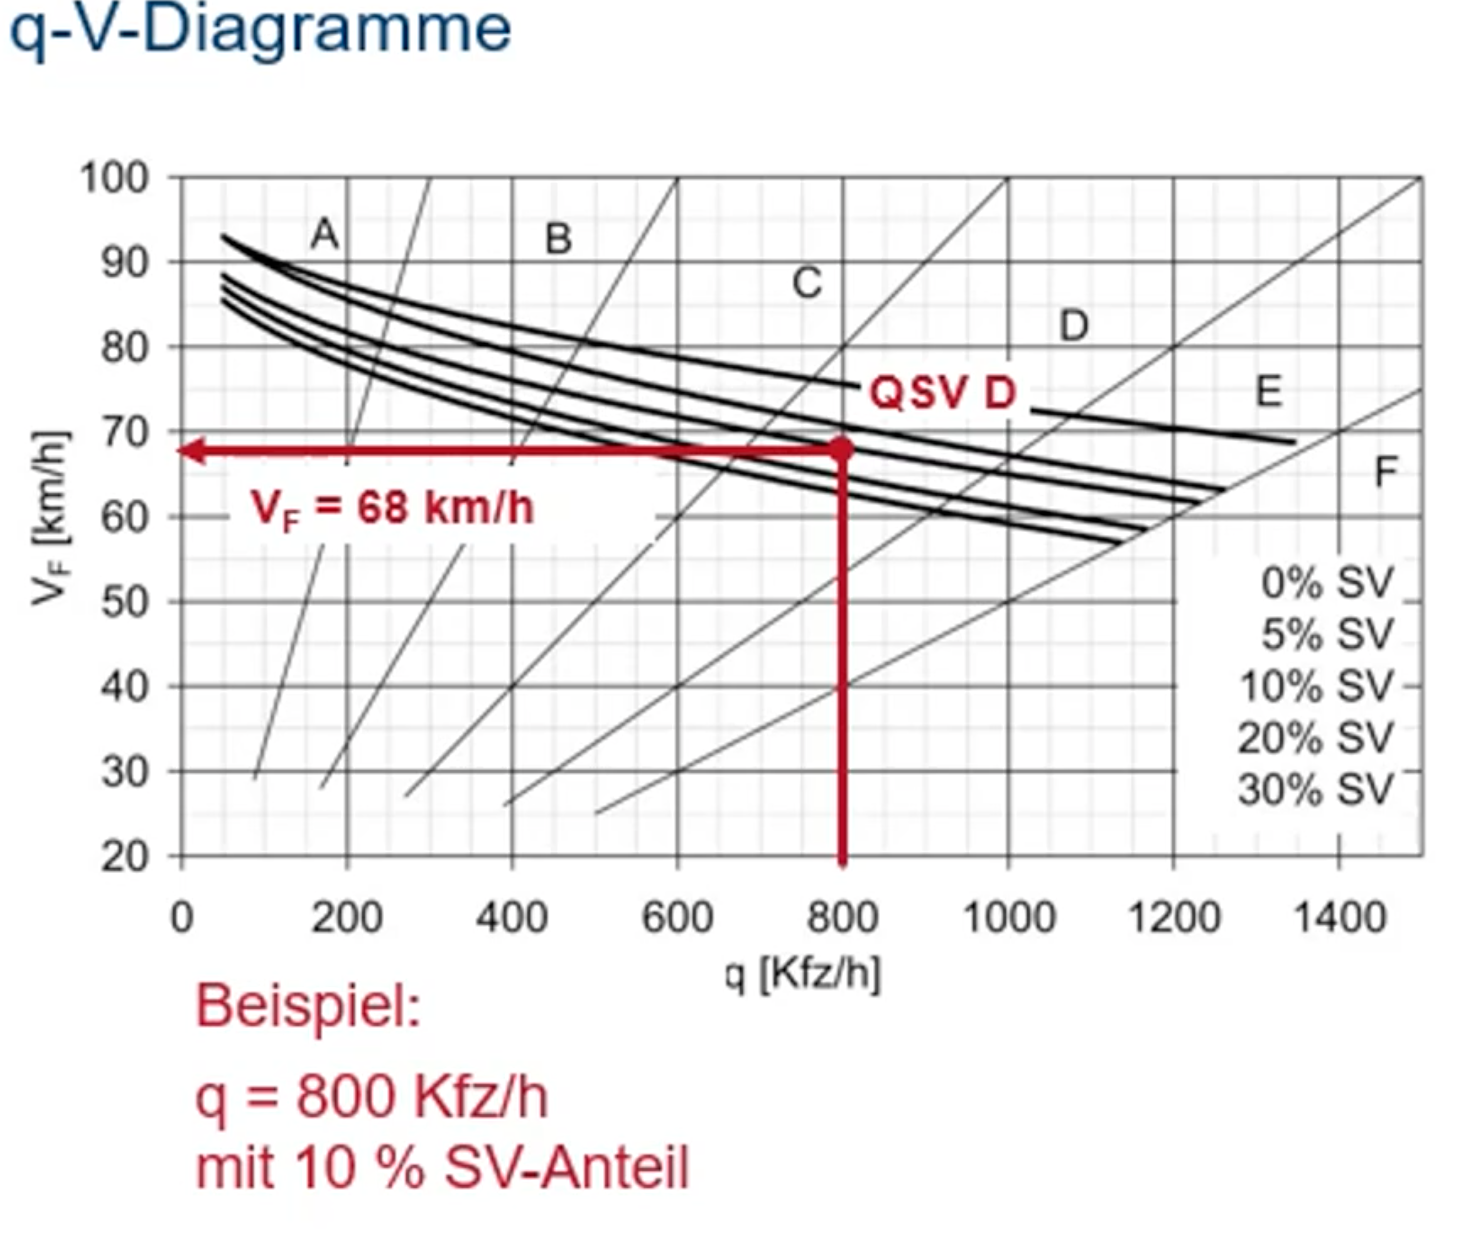 q-V-Diagramme
100
A
B
90
C
80
D
QSV D
E
70
F
V_F [km/h]
V_F = 68 km/h
60
0% SV
50
5% SV
40
10% SV
20% SV
30
30% SV
20
0 200 400 600 800 1000 1200 1400
q [Kfz/h]
Beispiel:
q = 800 Kfz/h
mit 10 % SV-Anteil